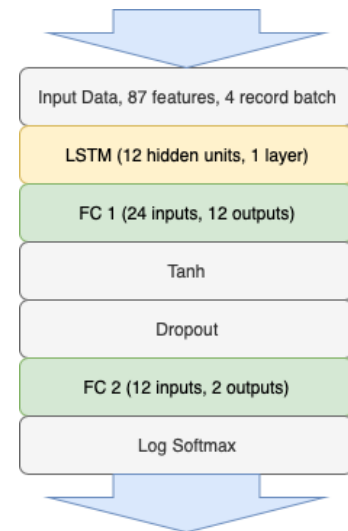 Input Data, 87 features, 4 record batch
LSTM (12 hidden units, 1 layer)
FC 1 (24 inputs, 12 outputs)
Tanh
Dropout
FC 2 (12 inputs, 2 outputs)
Log Softmax